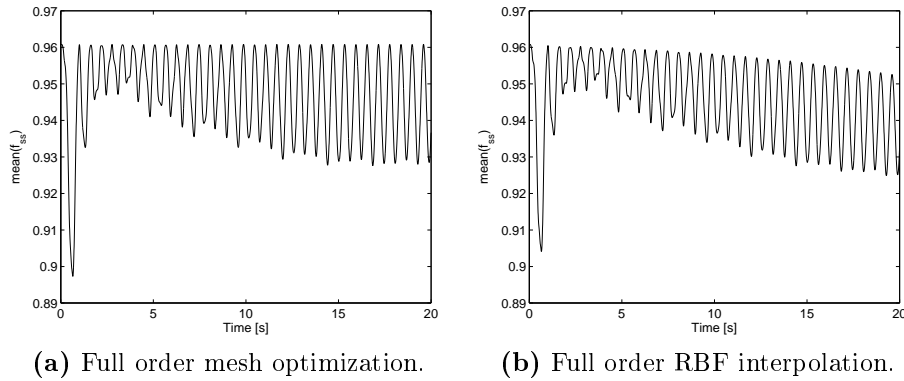 0.97
0.96
0.95
0.94
0.93
0.92
0.91
0.9
0.89
mean(f_ss)
0 5 10 15 20
Time [s]
(a) Full order mesh optimization.
0.97
0.96
0.95
0.94
0.93
0.92
0.91
0.9
0.89
mean(f_ss)
0 5 10 15 20
Time [s]
(b) Full order RBF interpolation.